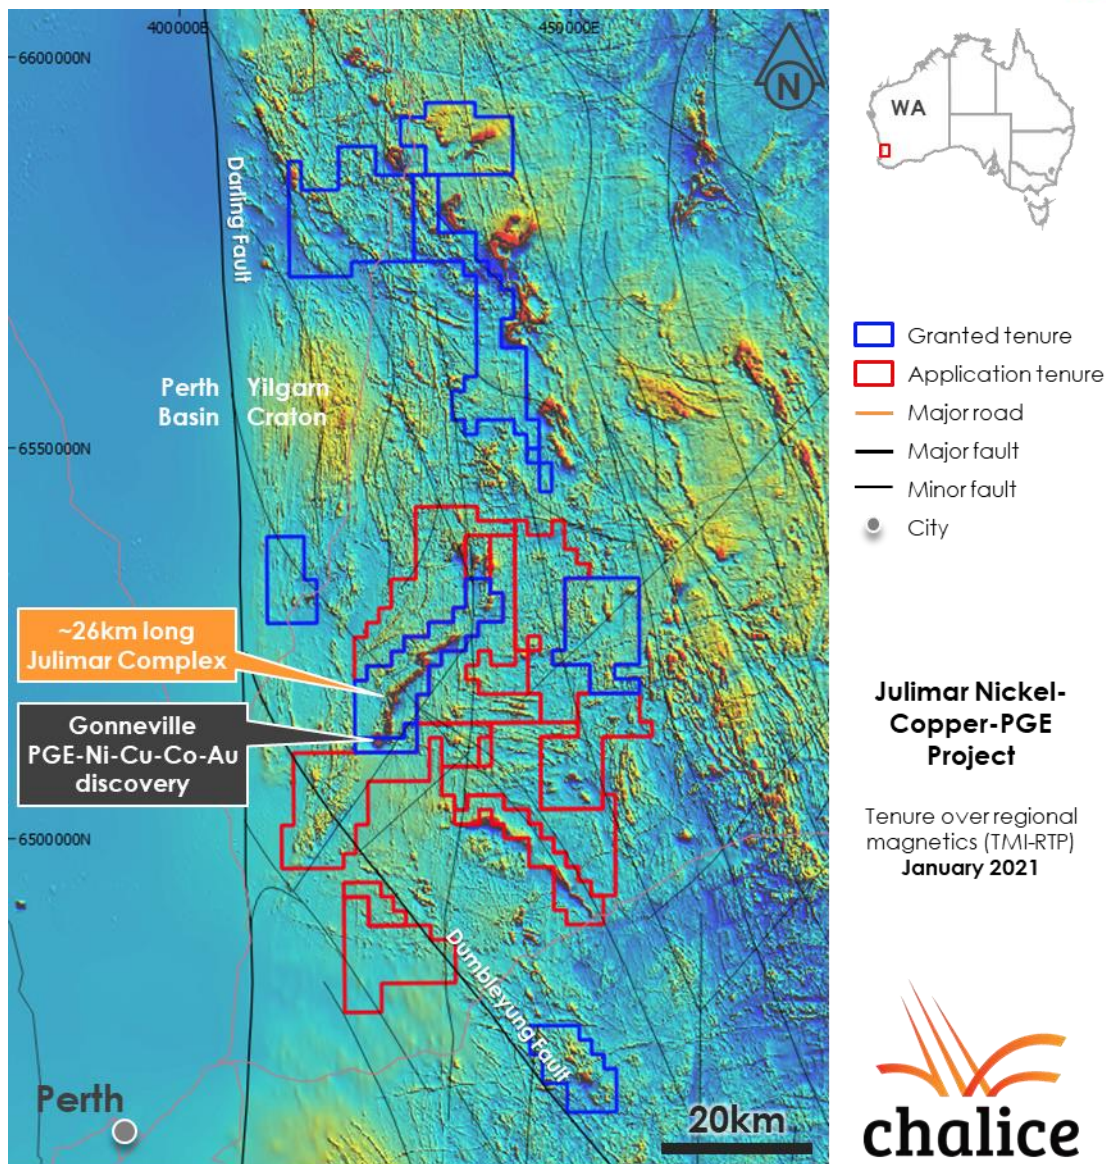 400000E
450000E
6600000N
N
Darling Fault
Perth Basin
Yilgarn Craton
6550000N
~26km long
Julimar Complex
Gonneville
PGE-Ni-Cu-Co-Au
discovery
6500000N
Dumbleyung Fault
Perth
20km
WA
Granted tenure
Application tenure
Major road
Major fault
Minor fault
City
Julimar Nickel-
Copper-PGE
Project
Tenure over regional
magnetics (TMI-RTP)
January 2021
chalice